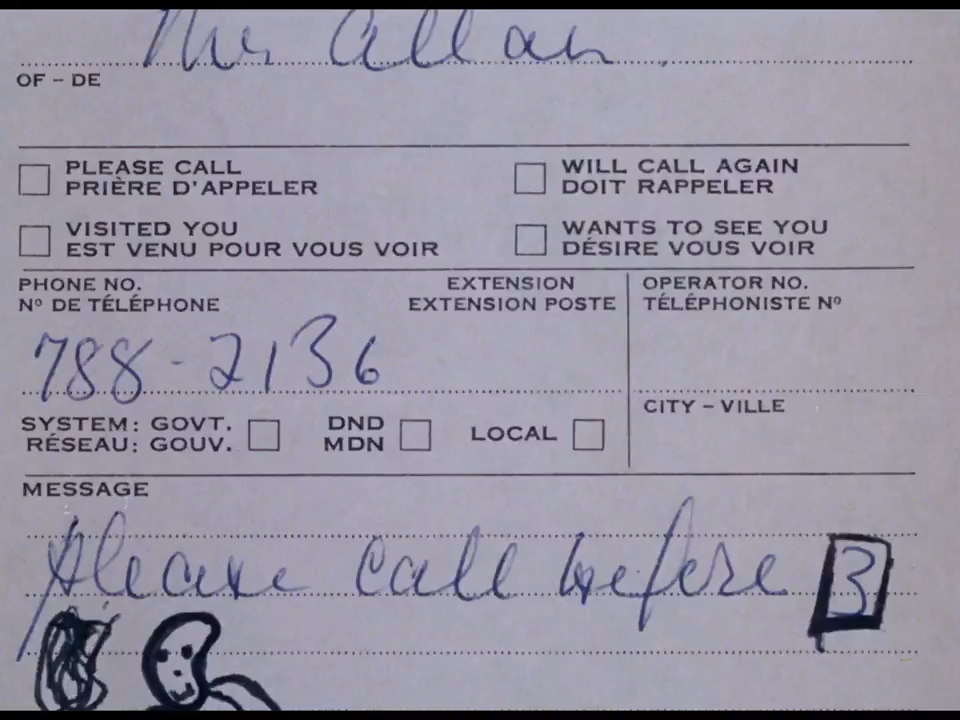 Mr Allan
OF – DE
PLEASE CALL
PRIÈRE D'APPELER
WILL CALL AGAIN
DOIT RAPPELER
VISITED YOU
EST VENU POUR VOUS VOIR
WANTS TO SEE YOU
DÉSIRE VOUS VOIR
PHONE NO.
Nº DE TÉLÉPHONE
EXTENSION
EXTENSION POSTE
OPERATOR NO.
TÉLÉPHONISTE Nº
788-2136
CITY – VILLE
SYSTEM: GOVT.
RÉSEAU: GOUV.
DND
MDN
LOCAL
MESSAGE
Please call before 3